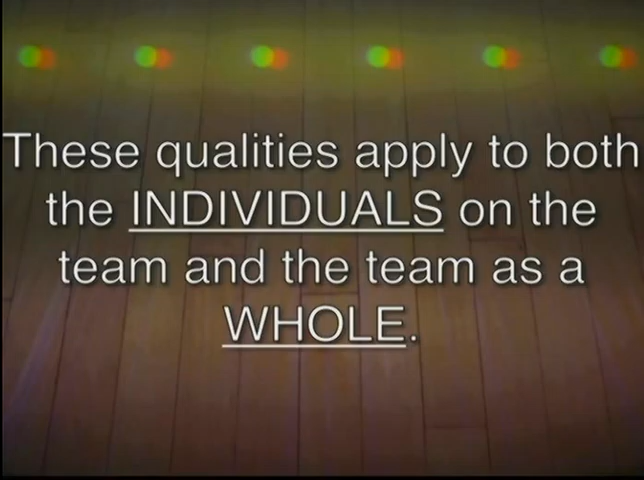 These qualities apply to both
the INDIVIDUALS on the
team and the team as a
WHOLE.